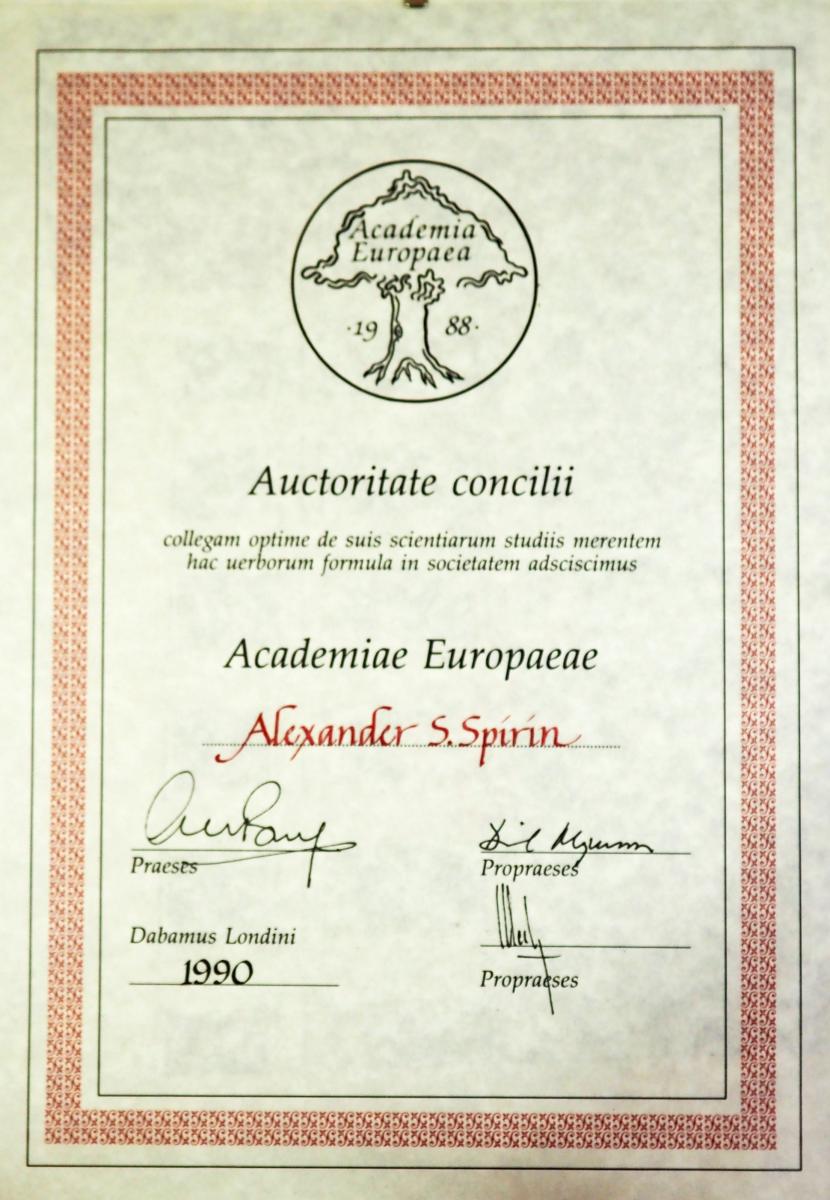 Academia
Europaea
·19 88·
Auctoritate concilii
collegam optime de suis scientiarum studiis merentem
hac uerborum formula in societatem adsciscimus
Academiae Europaeae
Alexander S. Spirin
Praeses
Propraeses
Dabamus Londini
1990
Propraeses